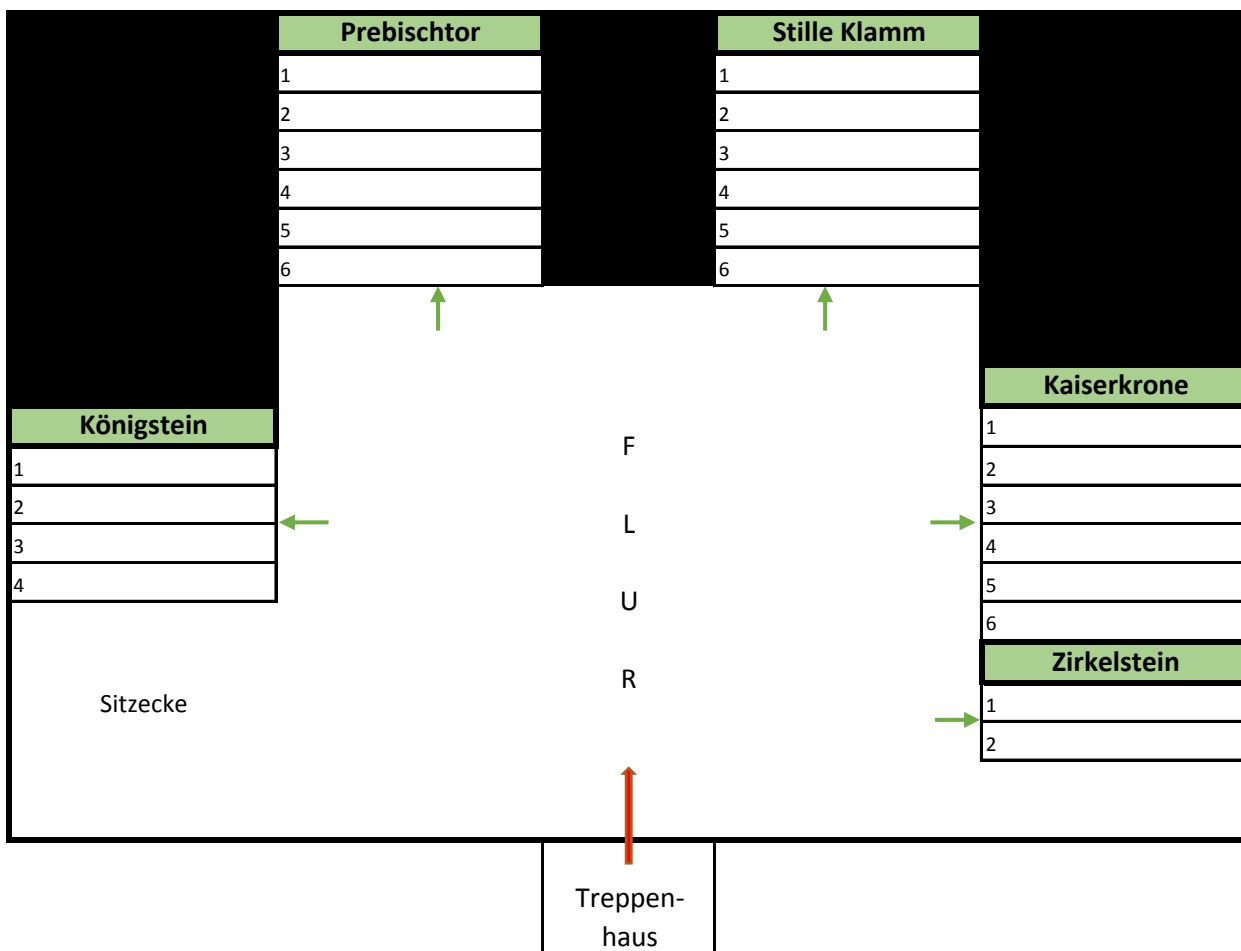 Prebischtor
1
2
3
4
5
6
Stille Klamm
1
2
3
4
5
6
Königstein
1
2
3
4
F
L
U
R
Kaiserkrone
1
2
3
4
5
6
Zirkelstein
1
2
Sitzecke
Treppen-
haus